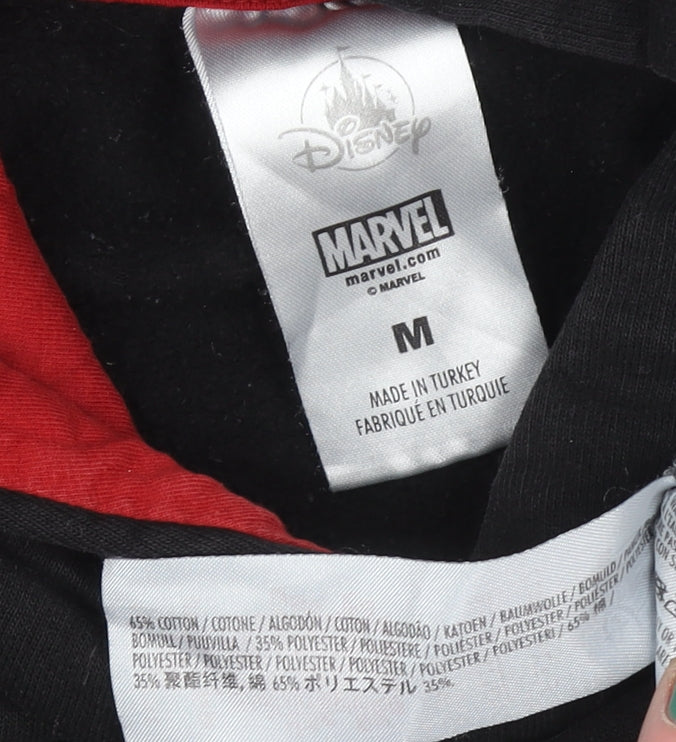 DISNEY
MARVEL
marvel.com
© MARVEL
M
MADE IN TURKEY
FABRIQUÉ EN TURQUIE
65% COTTON / COTONE / ALGODÓN / COTON / ALGODÃO / KATOEN / BAUMWOLLE / BOMULD /
BOMULL / PUUVILLA / 35% POLYESTER / POLIESTERE / POLIÉSTER / POLYESTER / POLIÉSTER /
POLYESTER / POLYESTER / POLYESTER / POLYESTER / POLYESTER / POLYESTERI / 65% 棉 /
35% 聚酯纤维, 綿 65% ポリエステル 35%.